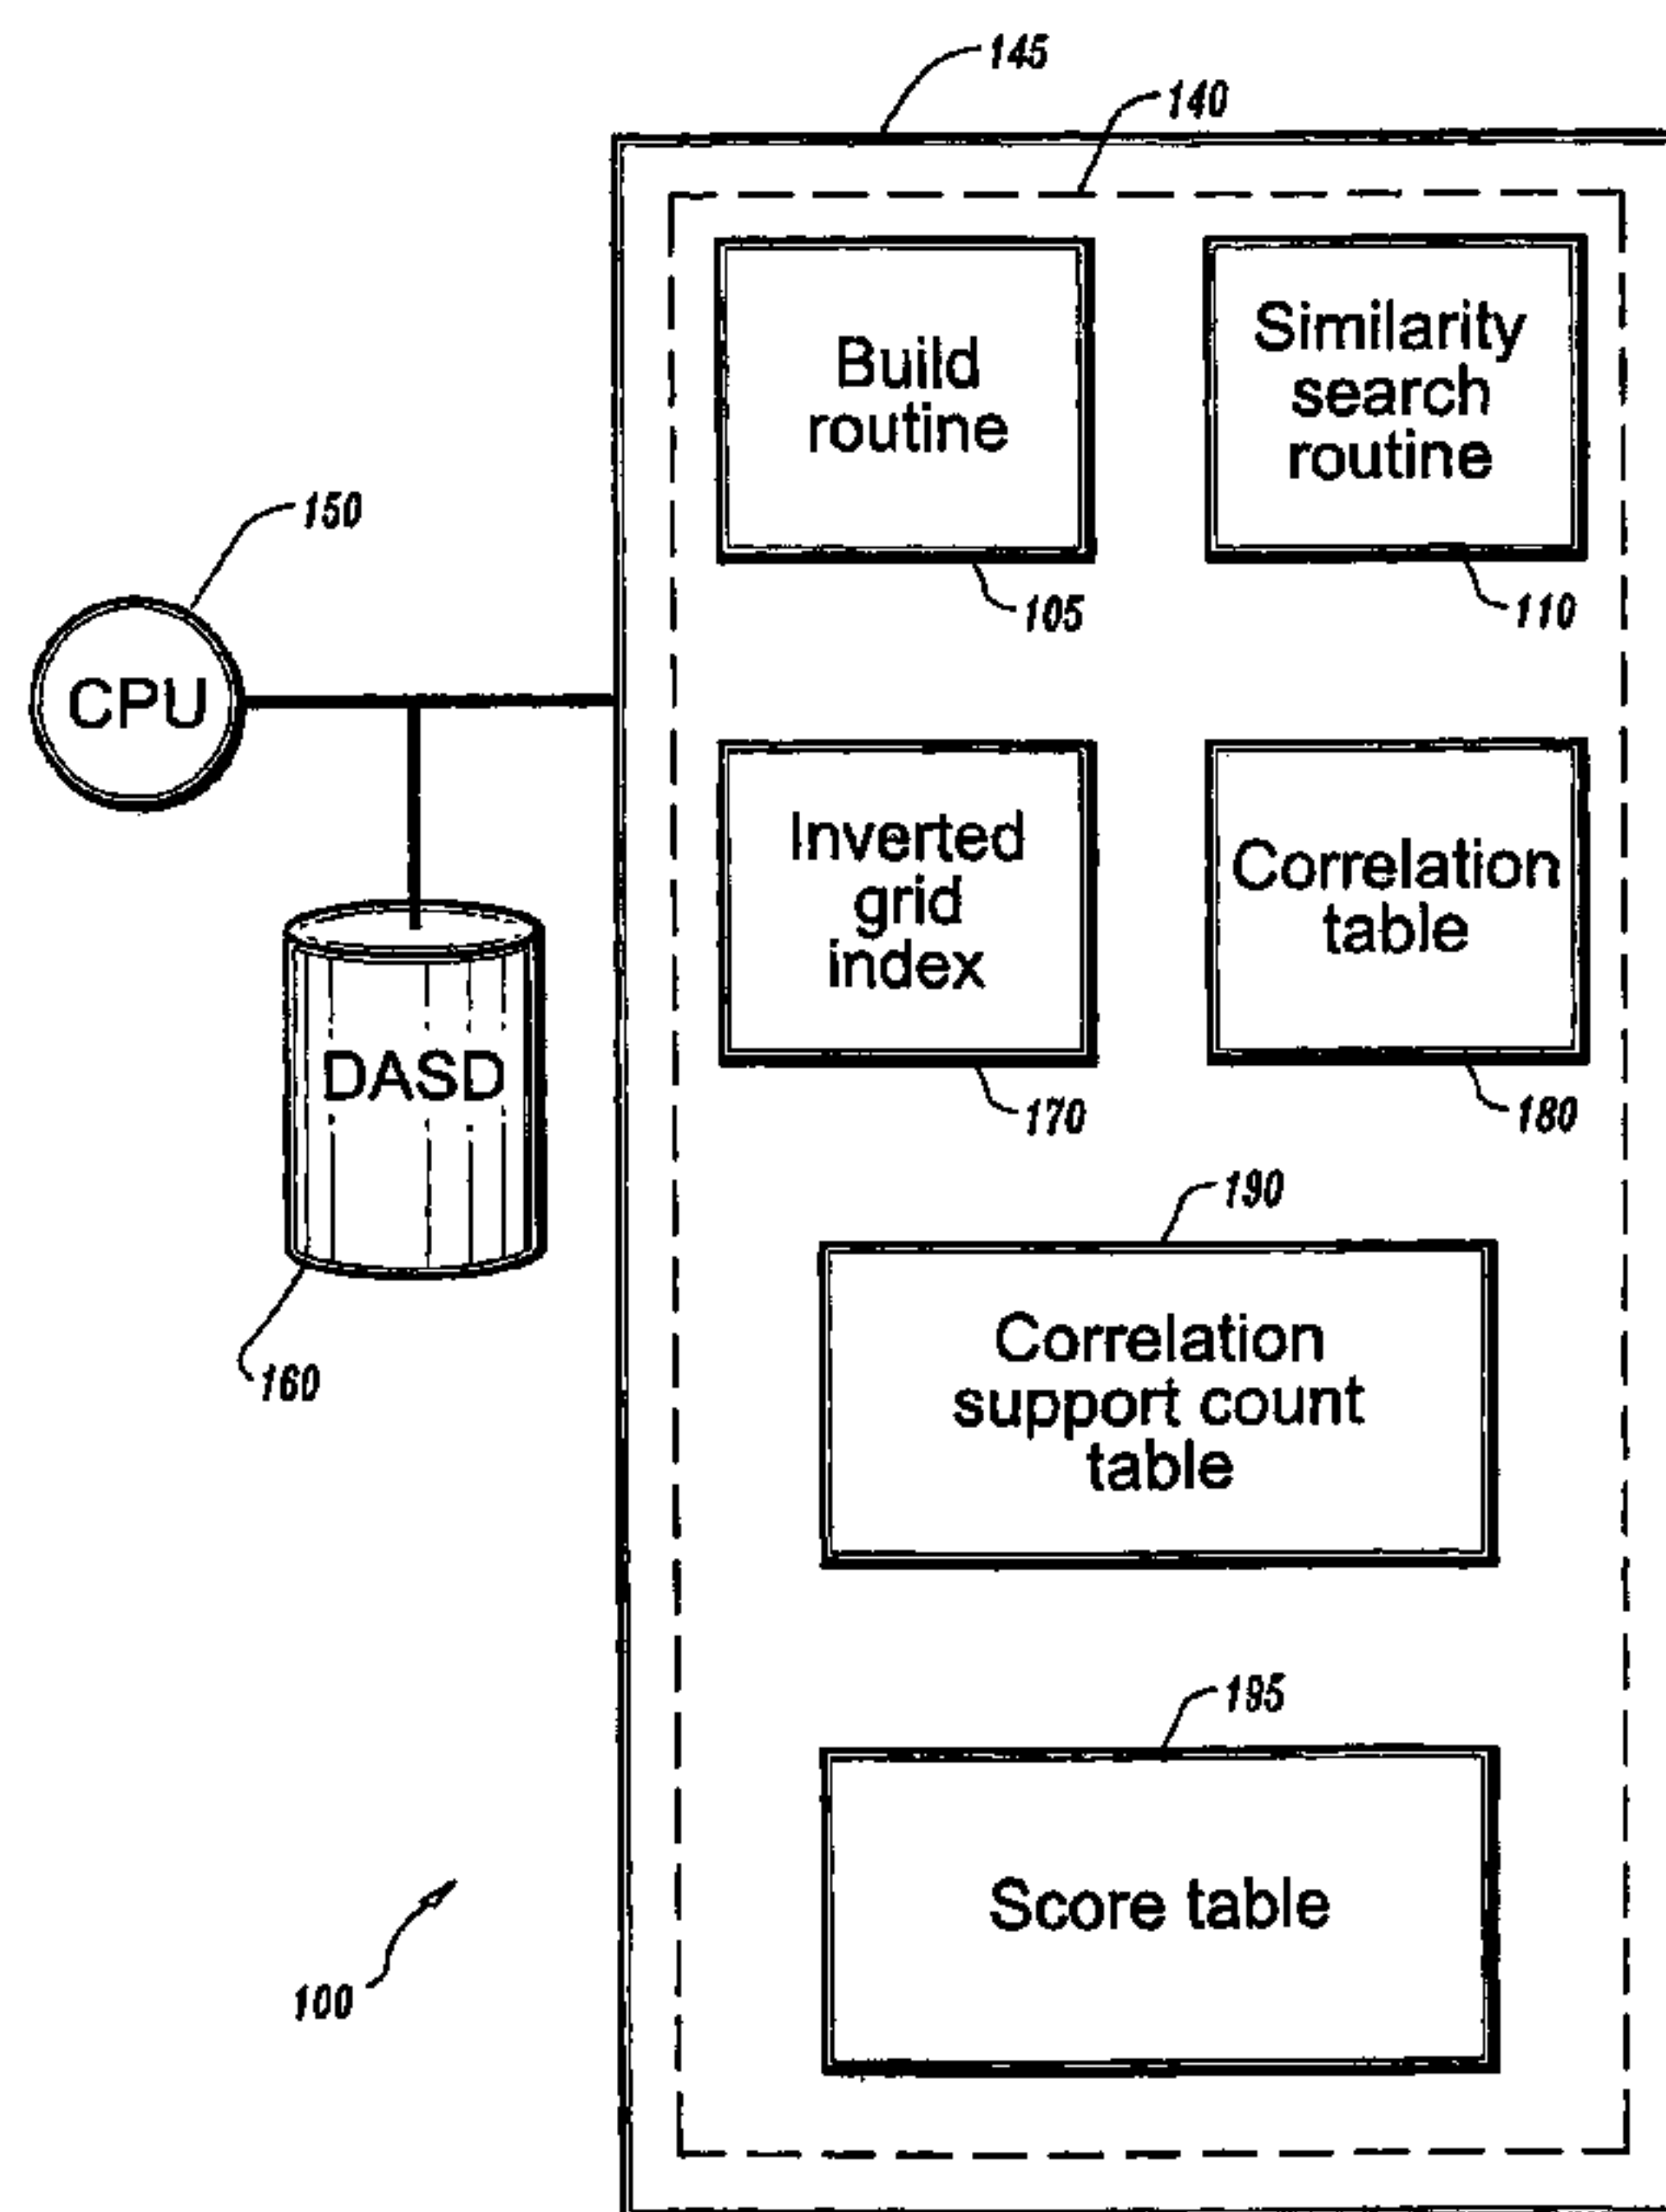 145
140
Build
routine
Similarity
search
routine
150
105
110
CPU
Inverted
grid
index
Correlation
table
DASD
170
180
190
160
Correlation
support count
table
195
Score table
100